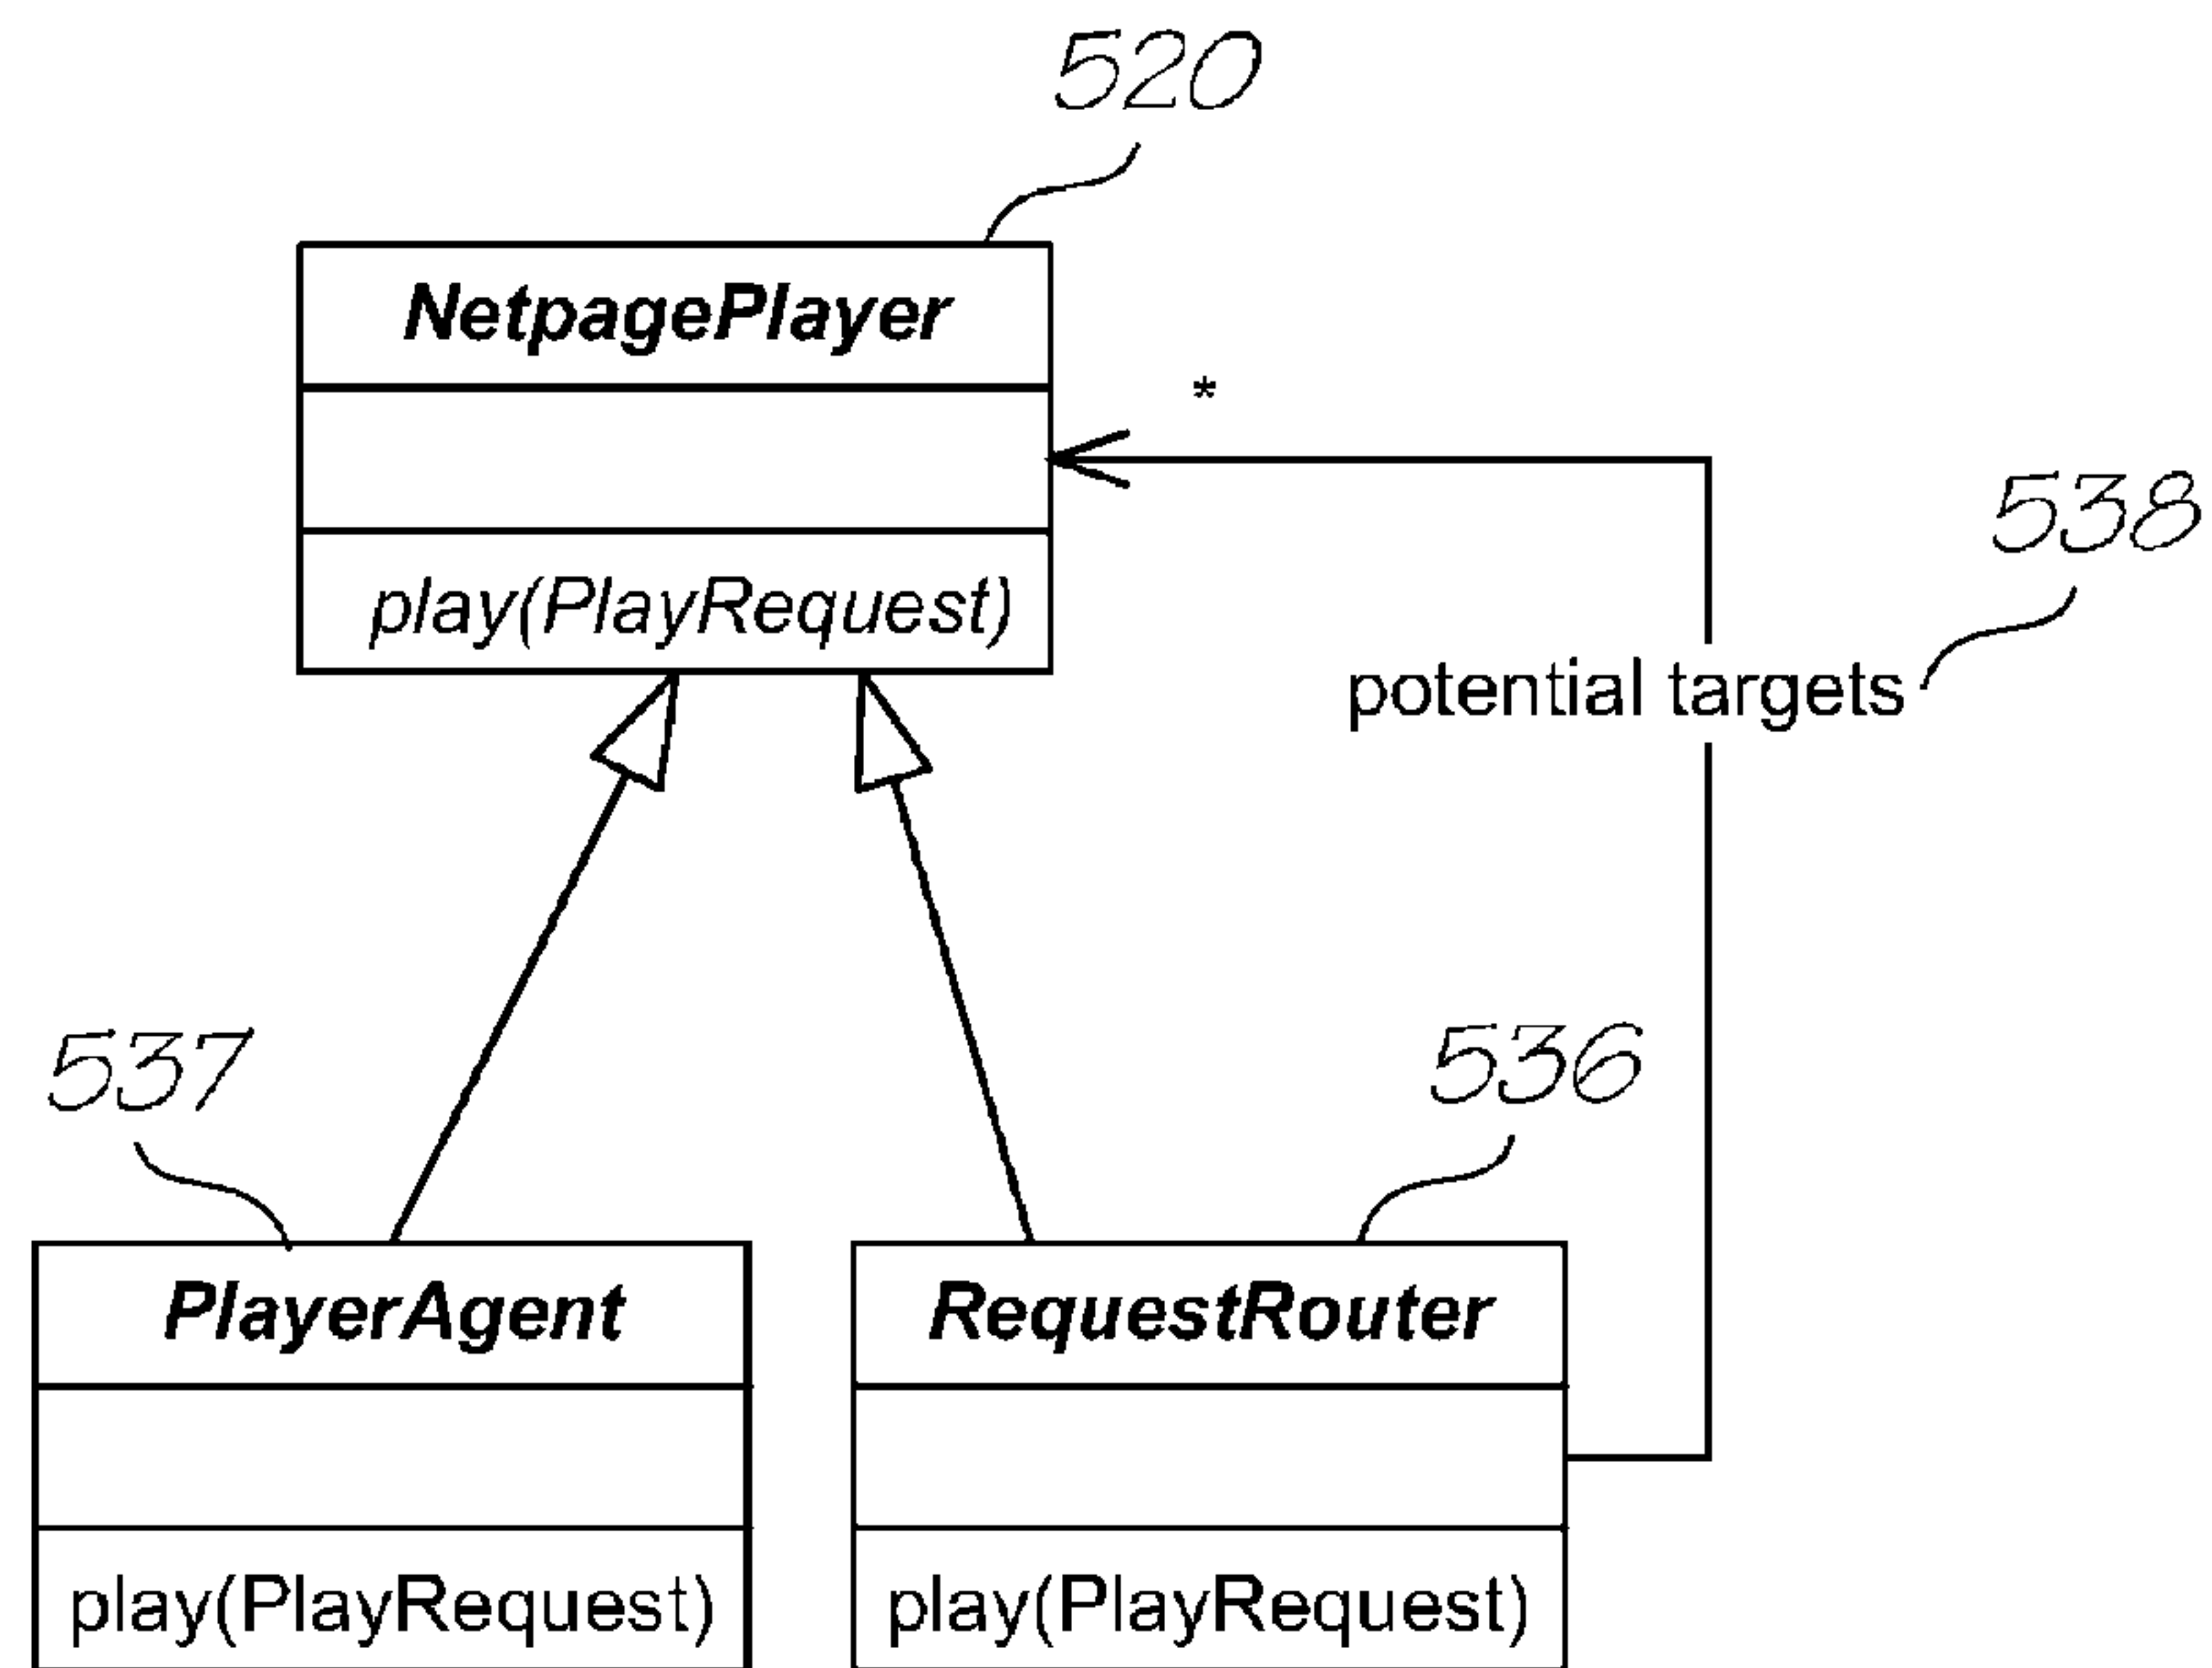 520
NetpagePlayer
*
play(PlayRequest)
538
potential targets
537
536
PlayerAgent
RequestRouter
play(PlayRequest)
play(PlayRequest)